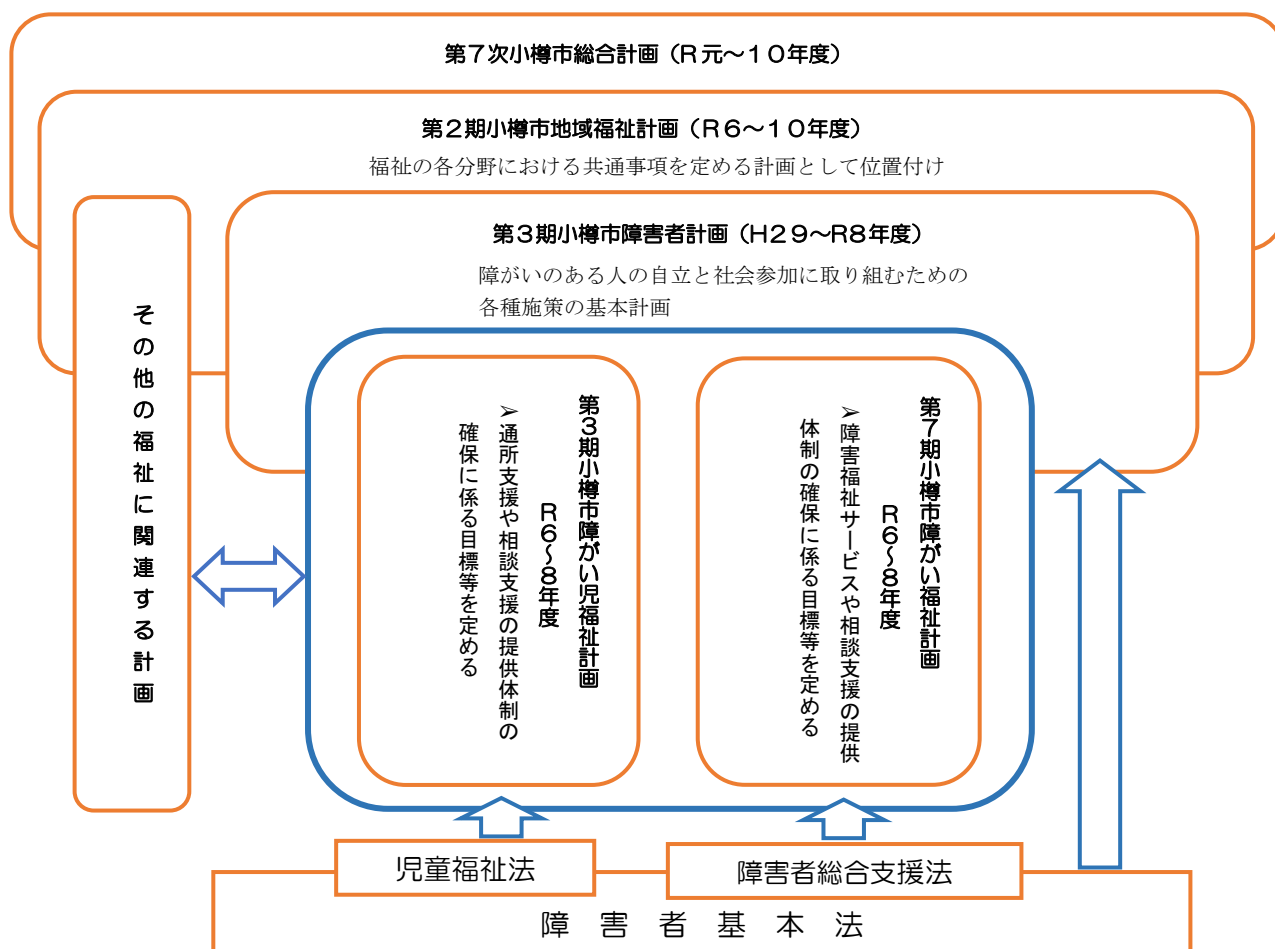 第7次小樽市総合計画（R元～10年度）
第2期小樽市地域福祉計画（R6～10年度）
福祉の各分野における共通事項を定める計画として位置付け
第3期小樽市障害者計画（H29～R8年度）
障がいのある人の自立と社会参加に取り組むための
各種施策の基本計画
その他の福祉に関連する計画
第7期小樽市障がい福祉計画
R6～8年度
➢障害福祉サービスや相談支援の提供
体制の確保に係る目標等を定める
第3期小樽市障がい児福祉計画
R6～8年度
➢通所支援や相談支援の提供体制の
確保に係る目標等を定める
児童福祉法
障害者総合支援法
障害者基本法